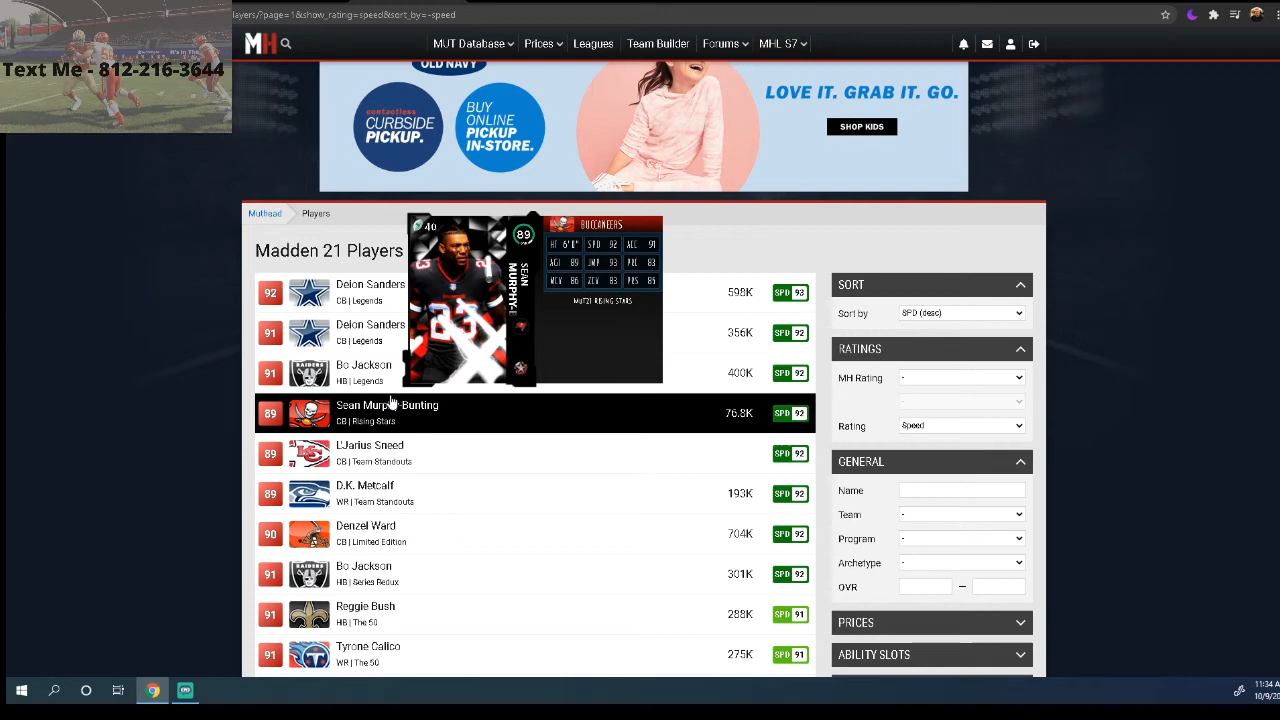 ayers/?page=1&show_rating=speed&sort_by=-speed
Text Me - 812-216-3644
MH
MUT Database
Prices
Leagues
Team Builder
Forums
MHL S7
OLD NAVY
contactless
CURBSIDE
PICKUP.
BUY
ONLINE
PICKUP
IN-STORE.
LOVE IT. GRAB IT. GO.
SHOP KIDS
Muthead
Players
Madden 21 Players
40
89
SEAN
BUCCANEERS
HT 6' 0" SPD 92 ACC 91
AGI 89 JMP 93 PRC 83
MCV 86 ZCV 83 PRS 85
MUT21 RISING STARS
92 Deion Sanders 598K SPD 93
CB | Legends
91 Deion Sanders 356K SPD 92
CB | Legends
91 Bo Jackson 400K SPD 92
HB | Legends
89 Sean Murphy-Bunting 76.8K SPD 92
CB | Rising Stars
89 L'Jarius Sneed SPD 92
CB | Team Standouts
89 D.K. Metcalf 193K SPD 92
WR | Team Standouts
90 Denzel Ward 704K SPD 92
CB | Limited Edition
91 Bo Jackson 301K SPD 92
HB | Series Redux
91 Reggie Bush 288K SPD 91
HB | The 50
91 Tyrone Calico 275K SPD 91
WR | The 50
SORT
Sort by SPD (desc)
RATINGS
MH Rating -
-
Rating Speed
GENERAL
Name
Team -
Program -
Archetype -
OVR —
PRICES
ABILITY SLOTS
11:34 A
10/9/20